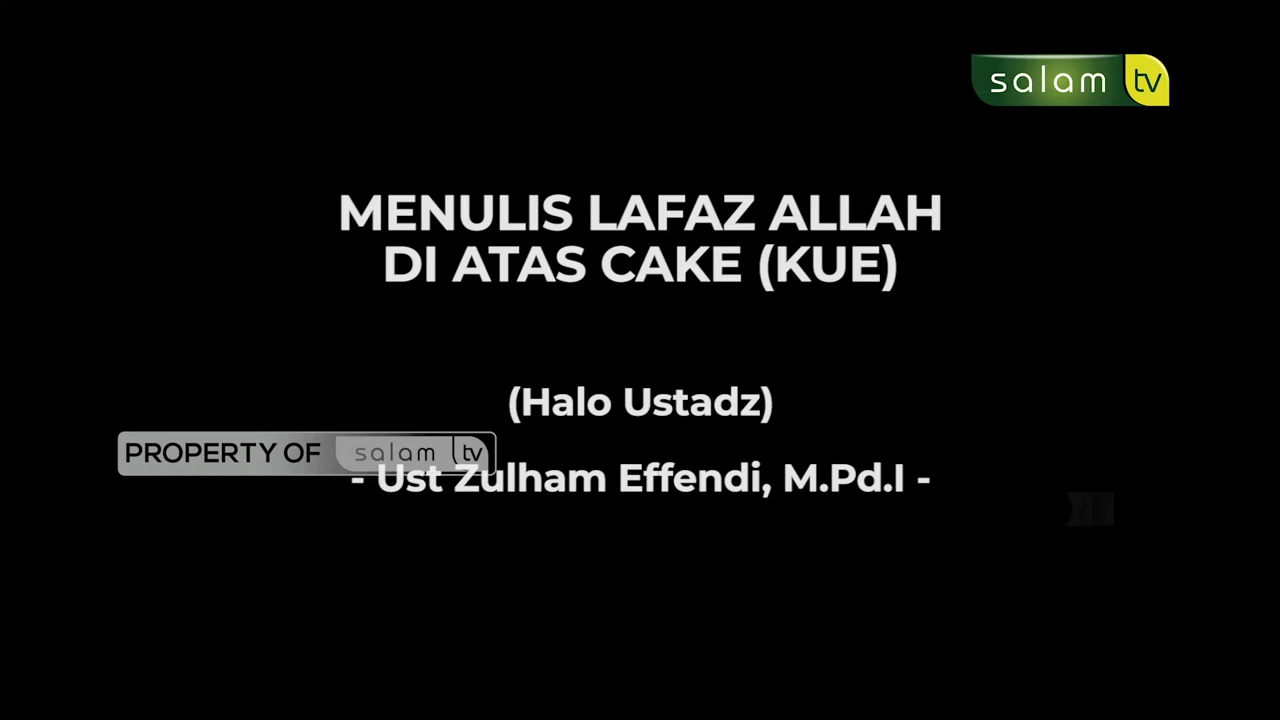 salam tv
MENULIS LAFAZ ALLAH
DI ATAS CAKE (KUE)
(Halo Ustadz)
PROPERTY OF salam tv
- Ust Zulham Effendi, M.Pd.I -